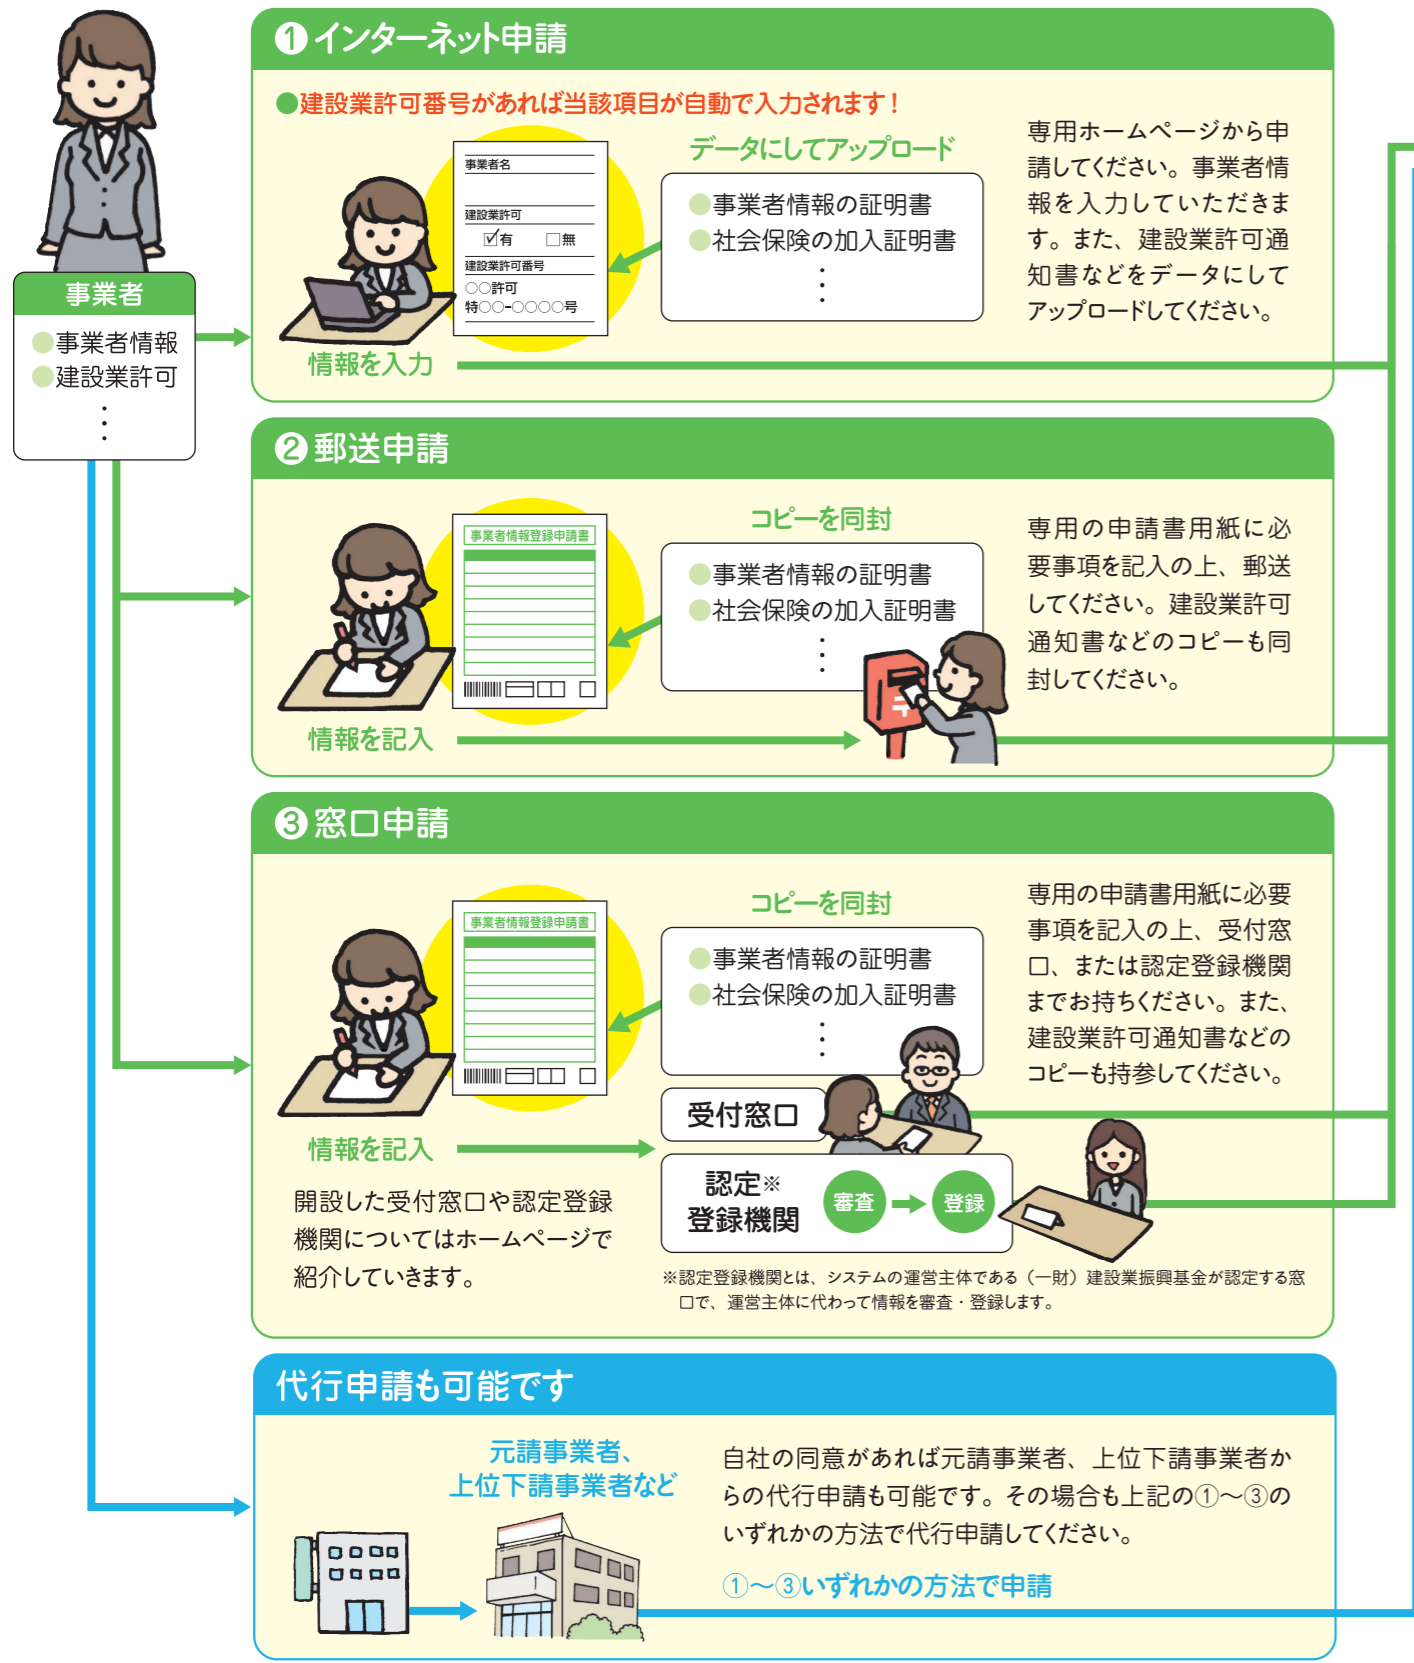 事業者
●事業者情報
●建設業許可
⋮
❶インターネット申請
●建設業許可番号があれば当該項目が自動で入力されます!
事業者名
建設業許可
☑有 □無
建設業許可番号
○○許可
特○○-○○○○号
情報を入力
データにしてアップロード
●事業者情報の証明書
●社会保険の加入証明書
⋮
専用ホームページから申
請してください。事業者情
報を入力していただきま
す。また、建設業許可通
知書などをデータにして
アップロードしてください。
❷郵送申請
事業者情報登録申請書
情報を記入
コピーを同封
●事業者情報の証明書
●社会保険の加入証明書
⋮
〒
専用の申請書用紙に必
要事項を記入の上、郵送
してください。建設業許可
通知書などのコピーも同
封してください。
❸窓口申請
事業者情報登録申請書
情報を記入
開設した受付窓口や認定登録
機関についてはホームページで
紹介していきます。
コピーを同封
●事業者情報の証明書
●社会保険の加入証明書
⋮
専用の申請書用紙に必要
事項を記入の上、受付窓
口、または認定登録機関
までお持ちください。また、
建設業許可通知書などの
コピーも持参してください。
受付窓口
認定※
登録機関
審査
登録
※認定登録機関とは、システムの運営主体である(一財)建設業振興基金が認定する窓
口で、運営主体に代わって情報を審査・登録します。
代行申請も可能です
元請事業者、
上位下請事業者など
自社の同意があれば元請事業者、上位下請事業者か
らの代行申請も可能です。その場合も上記の①〜③の
いずれかの方法で代行申請してください。
①〜③いずれかの方法で申請